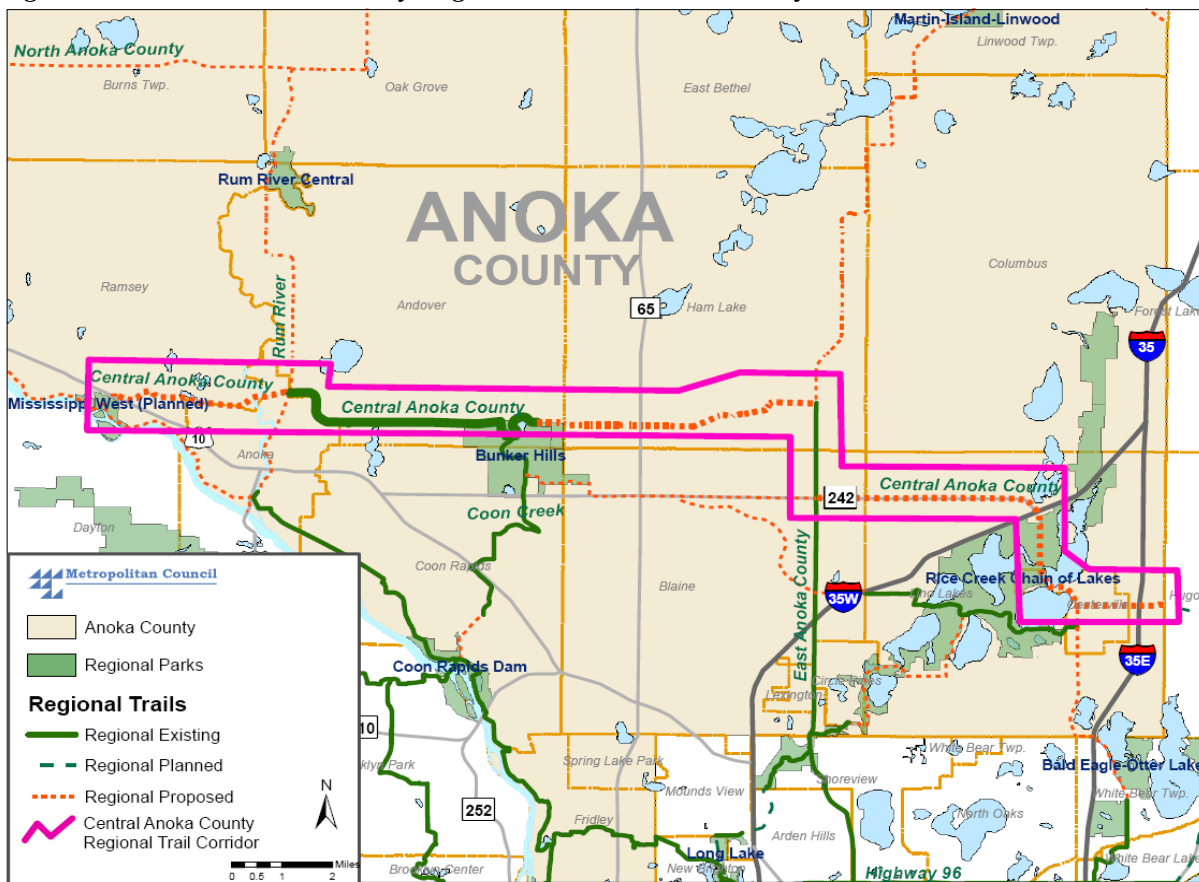 Martin-Island-Linwood
Linwood Twp.
North Anoka County
Burns Twp.
Oak Grove
East Bethel
Rum River Central
ANOKA
COUNTY
Columbus
Ramsey
Rum River
Andover
65
Ham Lake
Forest Lake
35
Central Anoka County
Central Anoka County
Mississippi West (Planned)
10
Anoka
Bunker Hills
Central Anoka County
242
Coon Creek
Dayton
Coon Rapids
Blaine
East Anoka County
35W
Rice Creek Chain of Lakes
Lino Lakes
Centerville
Hugo
35E
Coon Rapids Dam
Circle Pines
Lexington
10
klyn Park
Spring Lake Park
White Bear Twp.
Bald Eagle-Otter Lake
Mounds View
Shoreview
White Bear Twp.
252
Fridley
North Oaks
Arden Hills
Long Lake
New Brighton
White Bear Lake
Brooklyn Center
Highway 96
Metropolitan Council
Anoka County
Regional Parks
Regional Trails
Regional Existing
Regional Planned
Regional Proposed
Central Anoka County
Regional Trail Corridor
N
Miles
0 0.5 1 2